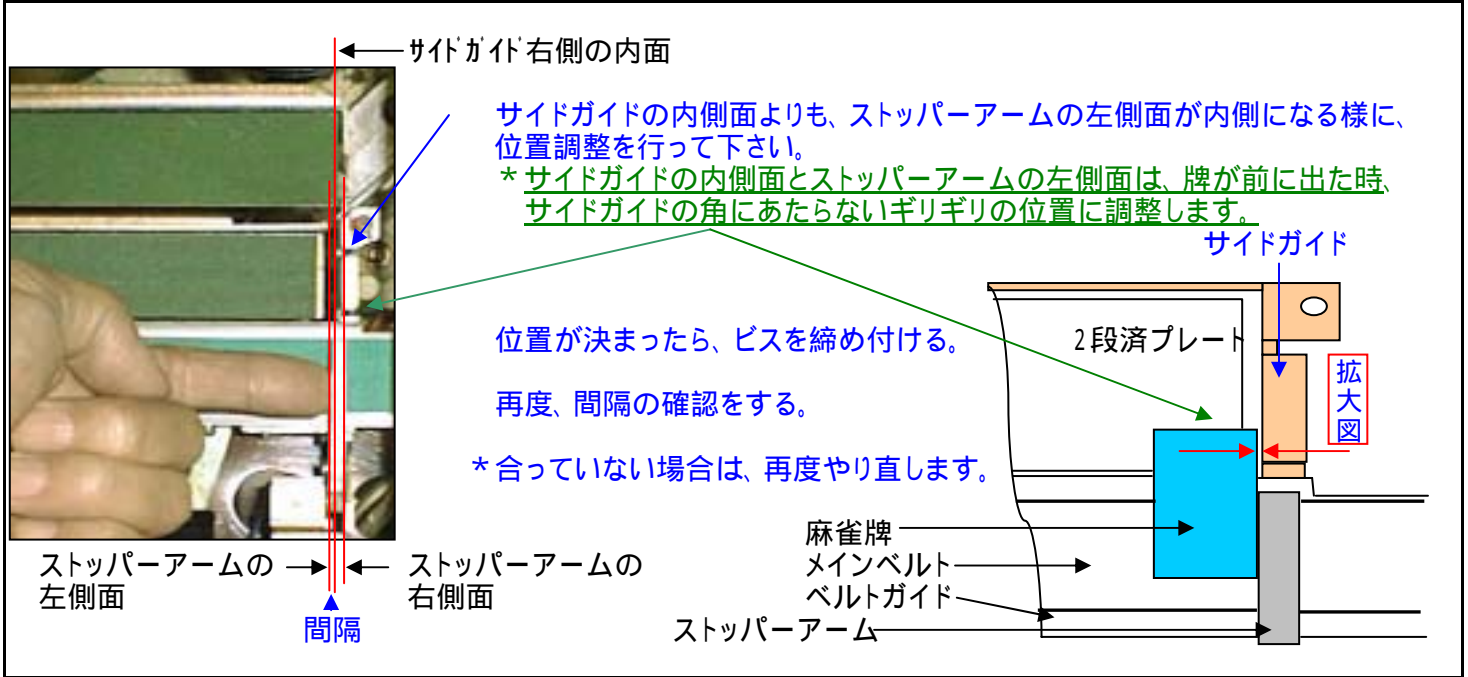 ｻｲﾄﾞｶﾞｲﾄﾞ右側の内面
サイドガイドの内側面よりも、ストッパーアームの左側面が内側になる様に、
位置調整を行って下さい。
*サイドガイドの内側面とストッパーアームの左側面は、牌が前に出た時、
サイドガイドの角にあたらないギリギリの位置に調整します。
サイドガイド
位置が決まったら、ビスを締め付ける。
2段済プレート
拡
大
図
再度、間隔の確認をする。
*合っていない場合は、再度やり直します。
麻雀牌
メインベルト
ベルトガイド
ストッパーアーム
ストッパーアームの
左側面
ストッパーアームの
右側面
間隔